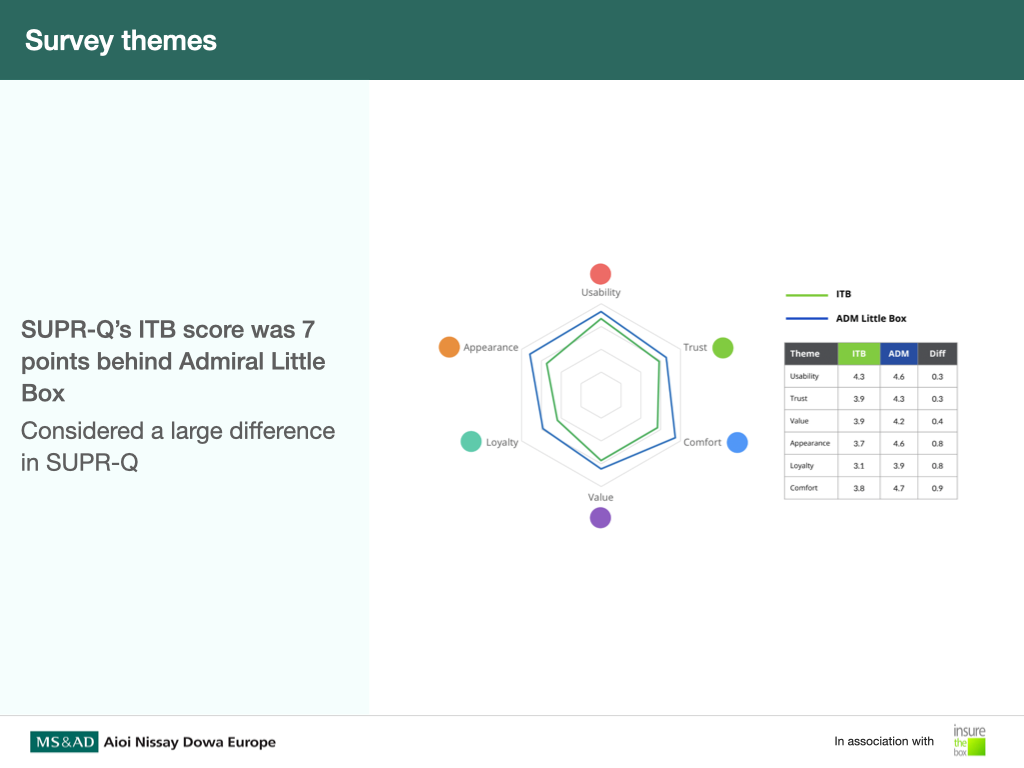 Survey themes
SUPR-Q’s ITB score was 7
points behind Admiral Little
Box
Considered a large difference
in SUPR-Q
Usability
Appearance
Trust
Loyalty
Comfort
Value
ITB
ADM Little Box
Theme ITB ADM Diff
Usability 4.3 4.6 0.3
Trust 3.9 4.3 0.3
Value 3.9 4.2 0.4
Appearance 3.7 4.6 0.8
Loyalty 3.1 3.9 0.8
Comfort 3.8 4.7 0.9
MS&AD Aioi Nissay Dowa Europe
In association with
insure
the
box